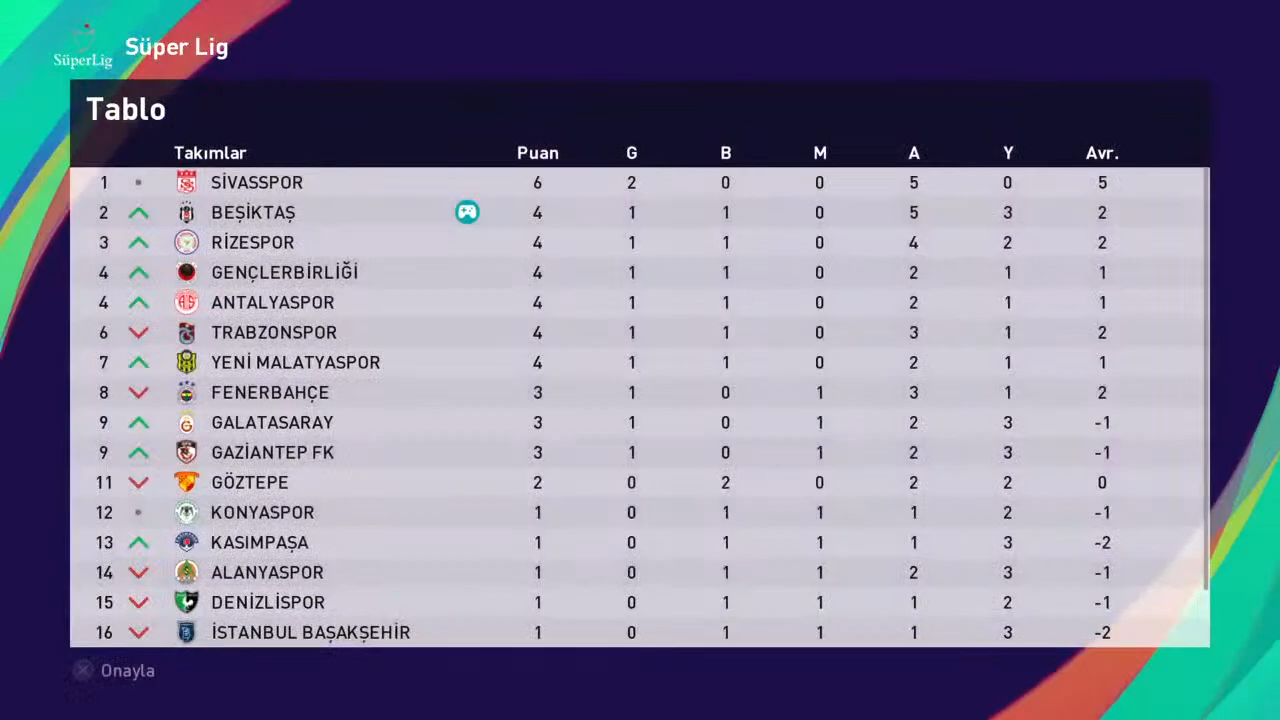 SüperLig Süper Lig
Tablo
Takımlar Puan G B M A Y Avr.
1 SİVASSPOR 6 2 0 0 5 0 5
2 BEŞİKTAŞ 4 1 1 0 5 3 2
3 RİZESPOR 4 1 1 0 4 2 2
4 GENÇLERBİRLİĞİ 4 1 1 0 2 1 1
4 ANTALYASPOR 4 1 1 0 2 1 1
6 TRABZONSPOR 4 1 1 0 3 1 2
7 YENİ MALATYASPOR 4 1 1 0 2 1 1
8 FENERBAHÇE 3 1 0 1 3 1 2
9 GALATASARAY 3 1 0 1 2 3 -1
9 GAZİANTEP FK 3 1 0 1 2 3 -1
11 GÖZTEPE 2 0 2 0 2 2 0
12 KONYASPOR 1 0 1 1 1 2 -1
13 KASIMPAŞA 1 0 1 1 1 3 -2
14 ALANYASPOR 1 0 1 1 2 3 -1
15 DENİZLİSPOR 1 0 1 1 1 2 -1
16 İSTANBUL BAŞAKŞEHİR 1 0 1 1 1 3 -2
Onayla